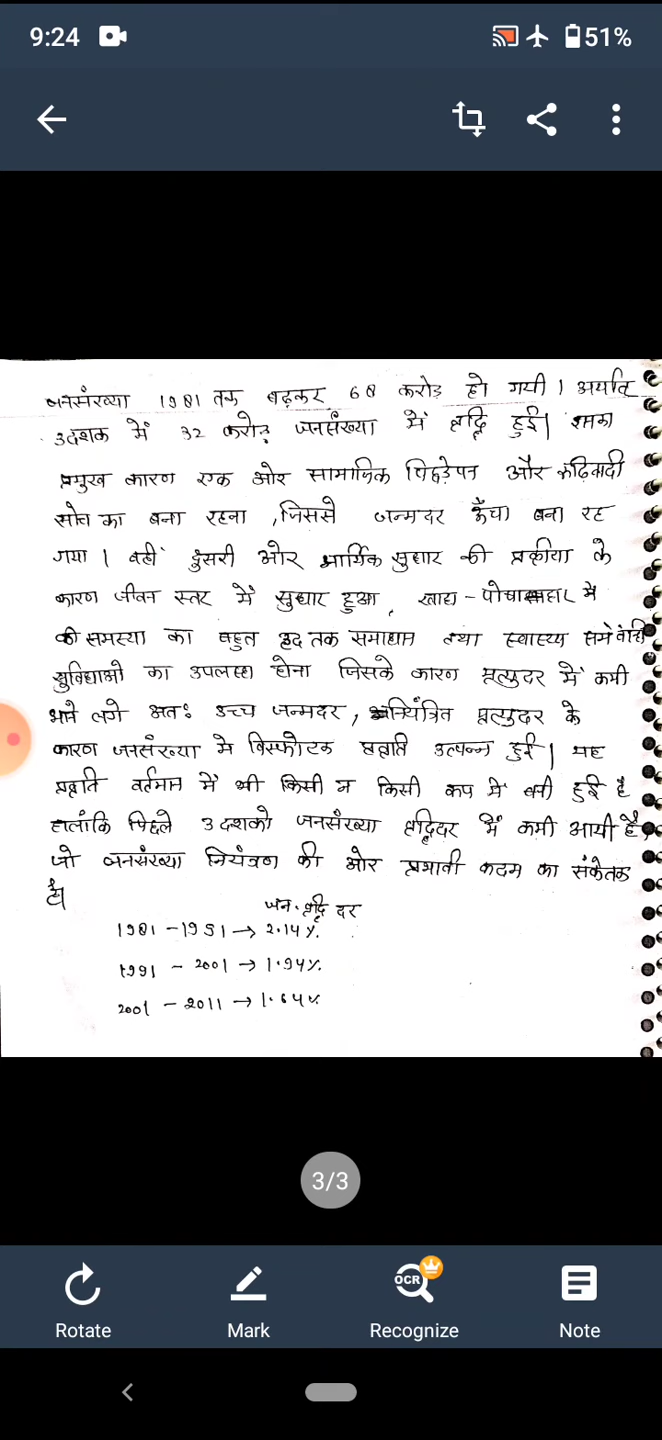 9:24
51%
जनसंख्या 1981 तक बढ़कर 68 करोड़ हो गयी। अर्थात्
3 दशक में 32 करोड़ जनसंख्या में वृद्धि हुई। इसका
प्रमुख कारण एक ओर सामाजिक पिछड़ेपन और रूढ़िवादी
सोच का बना रहना, जिससे जन्मदर ऊँचा बना रह
गया। वहीं दुसरी ओर आर्थिक सुधार की प्रकीया के
कारण जीवन स्तर में सुधार हुआ, खाद्य - में
की समस्या का बहुत हद तक समाधान तथा स्वास्थ्य
सुविधाओ का उपलब्ध होना जिसके कारण मृत्युदर में कमी
आने लगे अतः उच्च जन्मदर, मृत्युदर के
कारण जनसंख्या मे विस्फोटक प्रवृति उत्पन्न हुई। यह
प्रवृति वर्तमान में भी किसी न किसी रूप मे बनी हुई है
हालांकि पिछले 3 दशको जनसंख्या वृद्धिदर में कमी आयी है,
जो जनसंख्या नियंत्रण की ओर प्रभावी कदम का संकेतक
है।
जन. वृद्धि दर
1981 - 1991 → 2.14%.
1991 - 2001 → 1.94%.
2001 - 2011 → 1.64%
3/3
OCR
Rotate Mark Recognize Note